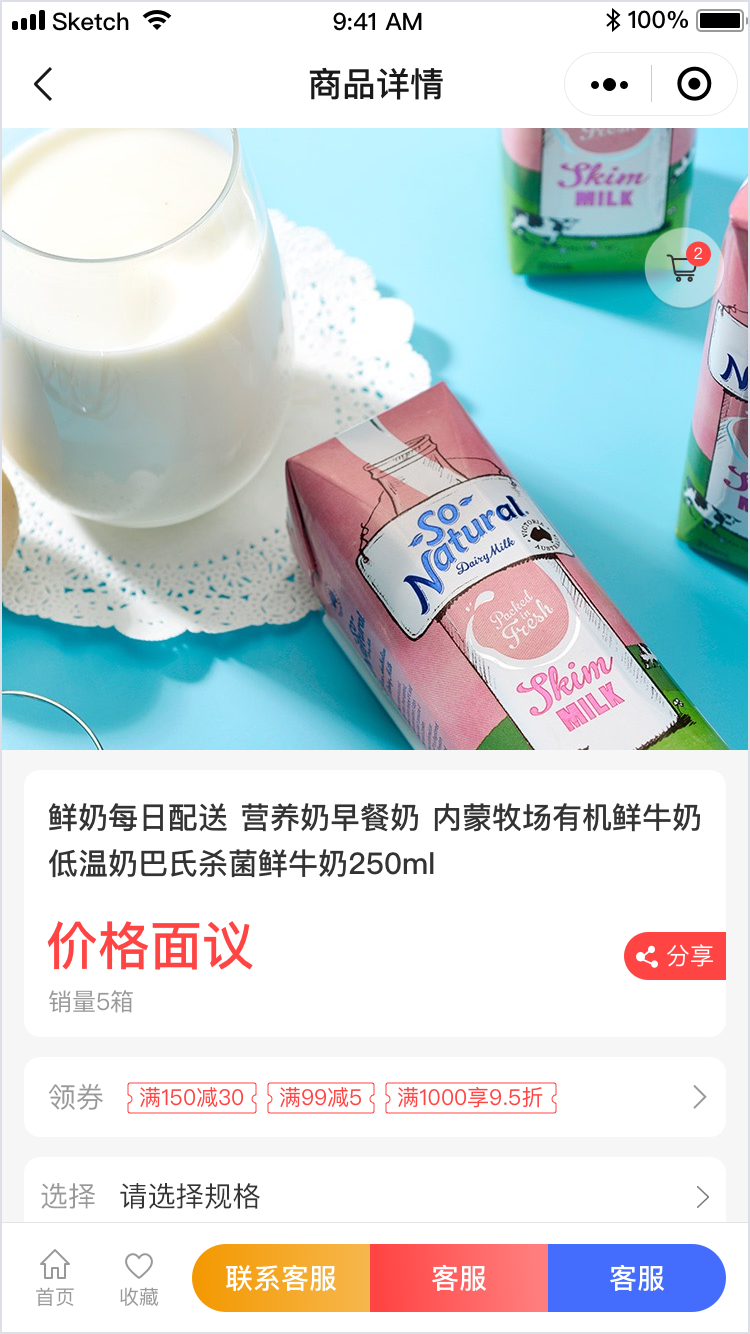 Sketch 9:41 AM 100%
商品详情
Fresh
Skim
MILK
2
So
Natural
Dairy Milk
VICTORIA
AUSTRALIA
Packed
in
Fresh
Skim
MILK
鲜奶每日配送 营养奶早餐奶 内蒙牧场有机鲜牛奶
低温奶巴氏杀菌鲜牛奶250ml
价格面议
分享
销量5箱
领券 满150减30 满99减5 满1000享9.5折
选择 请选择规格
首页 收藏 联系客服 客服 客服